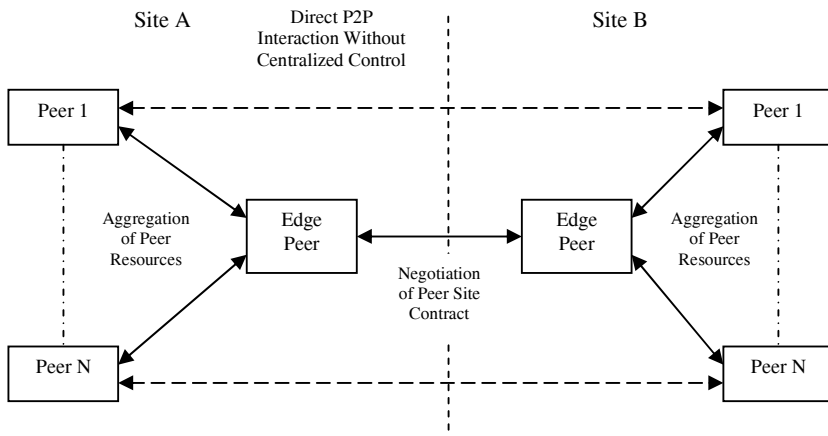 Site A
Direct P2P
Interaction Without
Centralized Control
Site B
Peer 1
Peer 1
Aggregation
of Peer
Resources
Edge
Peer
Edge
Peer
Aggregation
of Peer
Resources
Negotiation
of Peer Site
Contract
Peer N
Peer N